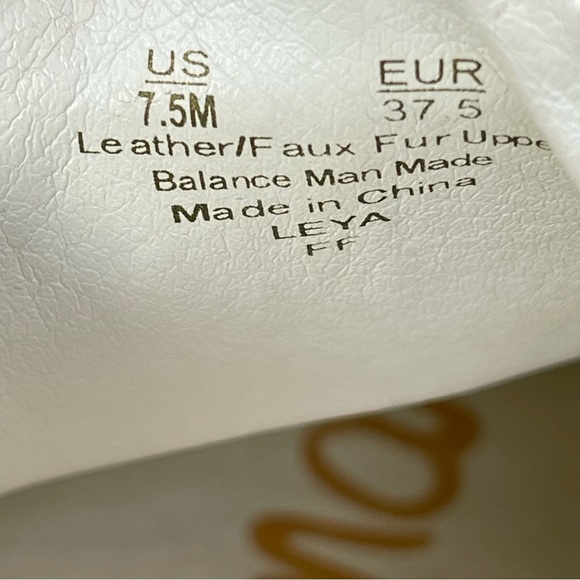 US EUR
7.5M 37.5
Leather/Faux Fur Uppe
Balance Man Made
Made in China
LEYA
FF